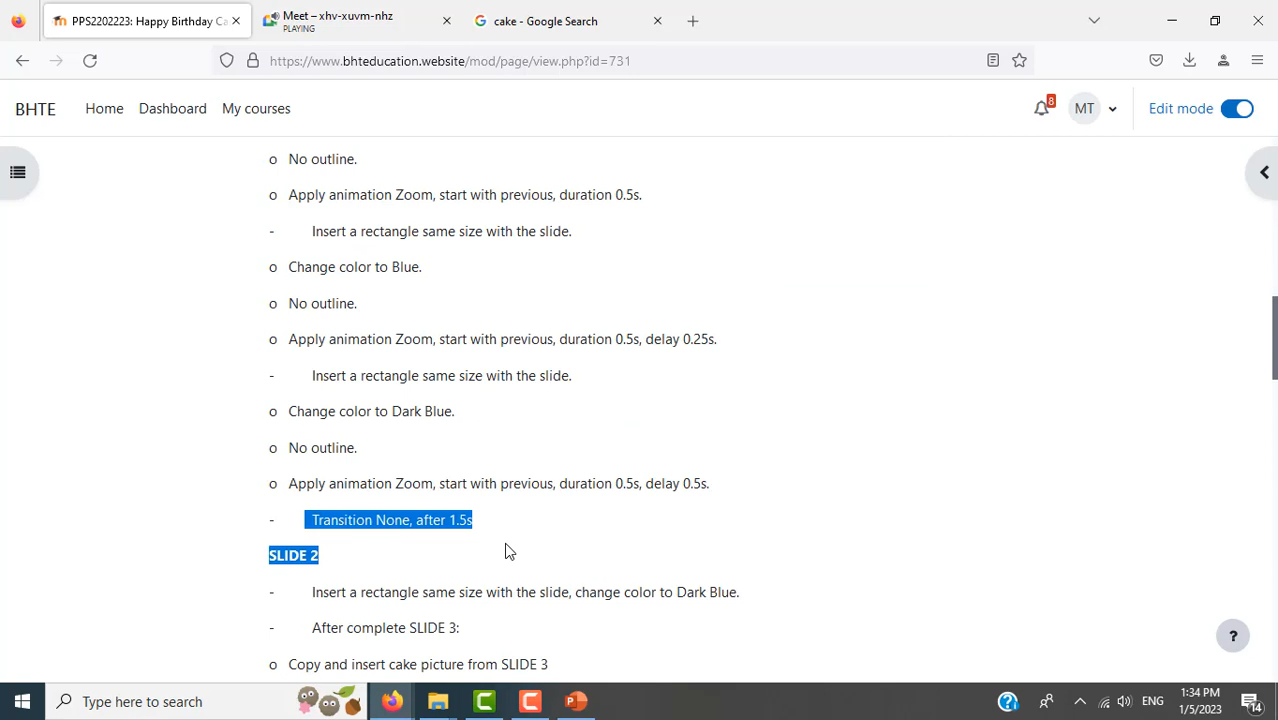 PPS2202223: Happy Birthday Ca
Meet – xhv-xuvm-nhz
PLAYING
cake - Google Search
https://www.bhteducation.website/mod/page/view.php?id=731
BHTE
Home
Dashboard
My courses
8
MT
Edit mode
o No outline.
o Apply animation Zoom, start with previous, duration 0.5s.
- Insert a rectangle same size with the slide.
o Change color to Blue.
o No outline.
o Apply animation Zoom, start with previous, duration 0.5s, delay 0.25s.
- Insert a rectangle same size with the slide.
o Change color to Dark Blue.
o No outline.
o Apply animation Zoom, start with previous, duration 0.5s, delay 0.5s.
- Transition None, after 1.5s
SLIDE 2
- Insert a rectangle same size with the slide, change color to Dark Blue.
- After complete SLIDE 3:
o Copy and insert cake picture from SLIDE 3
?
Type here to search
ENG
1:34 PM
1/5/2023
14